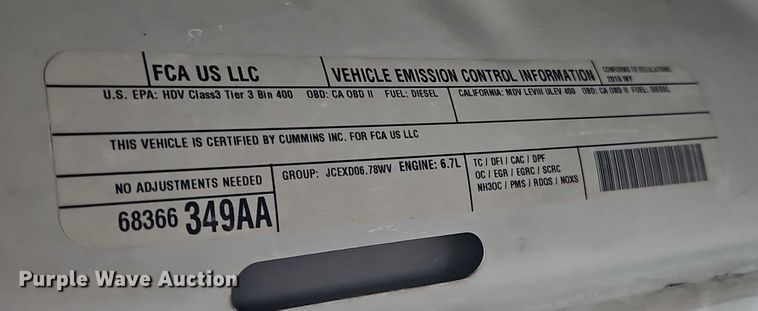 FCA US LLC
VEHICLE EMISSION CONTROL INFORMATION
CONFORMS TO REGULATIONS:
2018 MY
U.S. EPA: HDV Class3 Tier 3 Bin 400 OBD: CA OBD II FUEL: DIESEL
CALIFORNIA: MDV LEVIII ULEV 400 OBD: CA OBD II FUEL: DIESEL
THIS VEHICLE IS CERTIFIED BY CUMMINS INC. FOR FCA US LLC
NO ADJUSTMENTS NEEDED
68366 349AA
GROUP: JCEXD06.78WV ENGINE: 6.7L
TC / DFI / CAC / DPF
OC / EGR / EGRC / SCRC
NH3OC / PMS / RDQS / NOXS
Purple Wave Auction